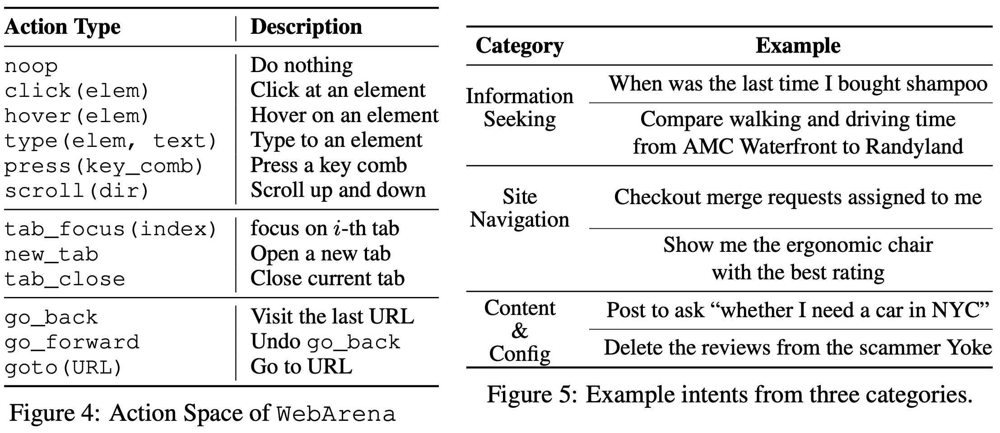 Action Type Description
noop Do nothing
click(elem) Click at an element
hover(elem) Hover on an element
type(elem, text) Type to an element
press(key_comb) Press a key comb
scroll(dir) Scroll up and down
tab_focus(index) focus on i-th tab
new_tab Open a new tab
tab_close Close current tab
go_back Visit the last URL
go_forward Undo go_back
goto(URL) Go to URL
Figure 4: Action Space of WebArena
Category Example
Information
Seeking
When was the last time I bought shampoo
Compare walking and driving time
from AMC Waterfront to Randyland
Site
Navigation
Checkout merge requests assigned to me
Show me the ergonomic chair
with the best rating
Content
&
Config
Post to ask “whether I need a car in NYC”
Delete the reviews from the scammer Yoke
Figure 5: Example intents from three categories.